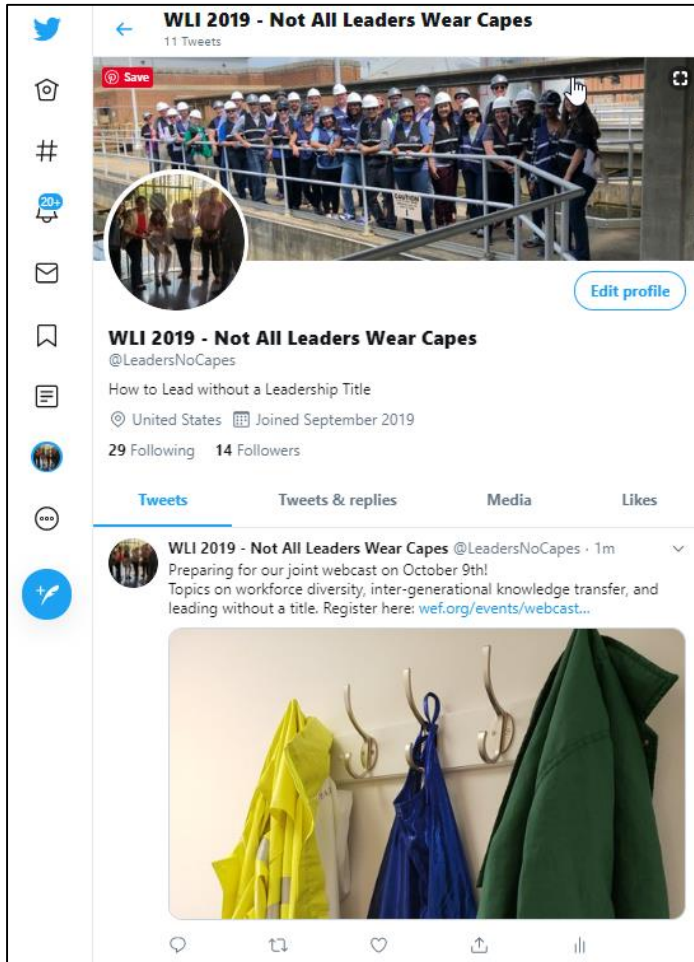 WLI 2019 - Not All Leaders Wear Capes
11 Tweets
Save
CAUTION
20+
Edit profile
WLI 2019 - Not All Leaders Wear Capes
@LeadersNoCapes
How to Lead without a Leadership Title
United States Joined September 2019
29 Following 14 Followers
Tweets Tweets & replies Media Likes
WLI 2019 - Not All Leaders Wear Capes @LeadersNoCapes · 1m
Preparing for our joint webcast on October 9th!
Topics on workforce diversity, inter-generational knowledge transfer, and
leading without a title. Register here: wef.org/events/webcast...